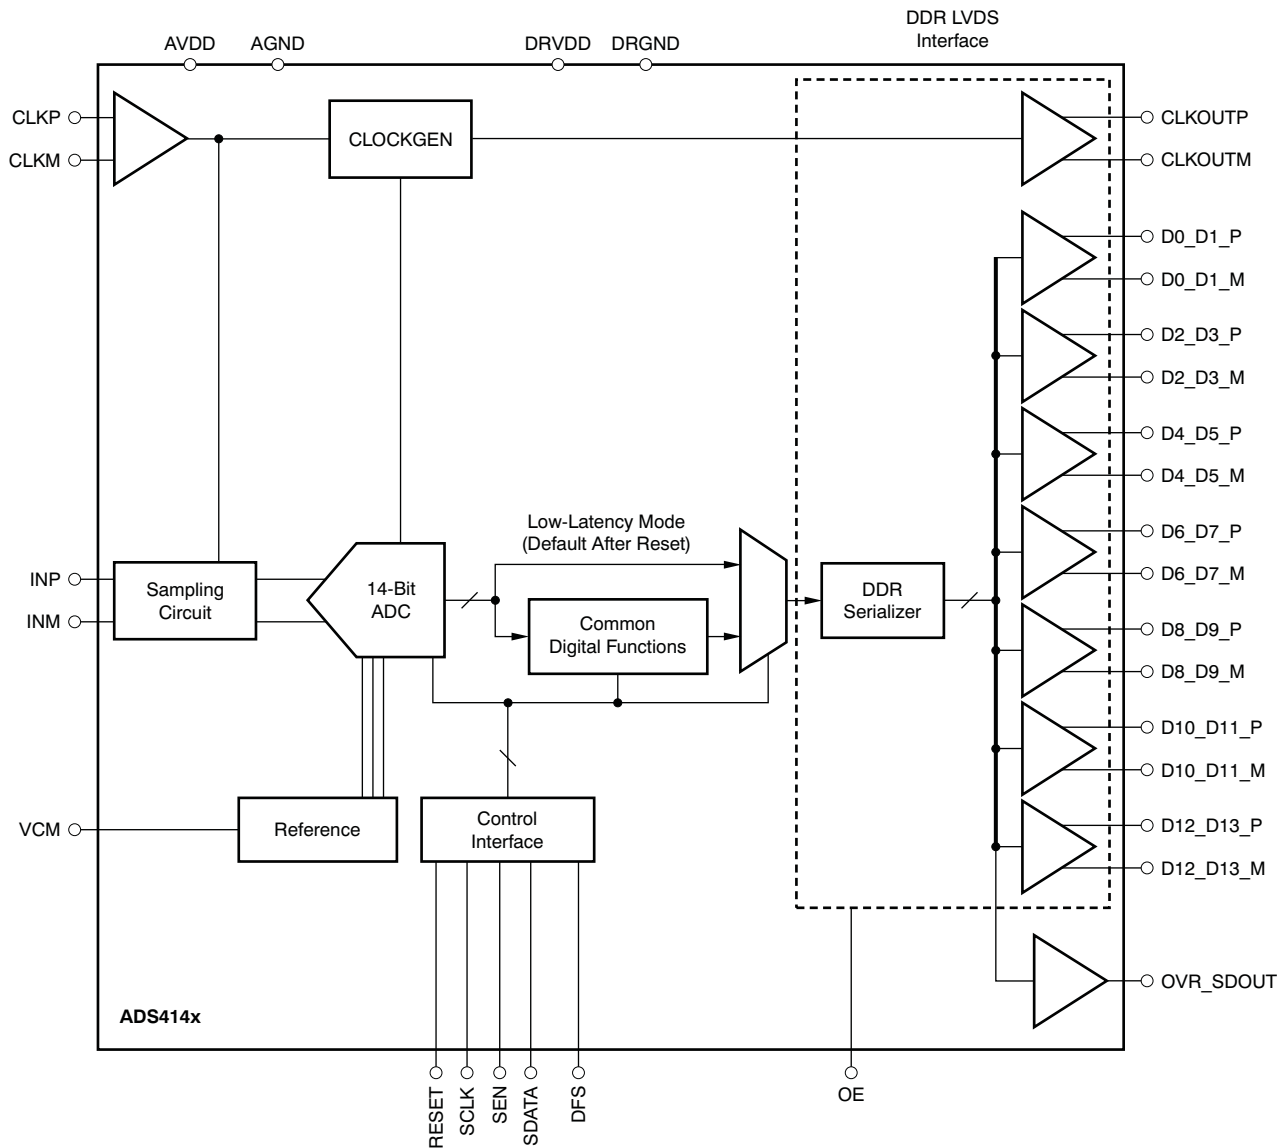 DDR LVDS
Interface
AVDD
AGND
DRVDD
DRGND
CLKP
CLKM
CLOCKGEN
CLKOUTP
CLKOUTM
D0_D1_P
D0_D1_M
D2_D3_P
D2_D3_M
D4_D5_P
D4_D5_M
Low-Latency Mode
(Default After Reset)
D6_D7_P
D6_D7_M
INP
INM
Sampling
Circuit
14-Bit
ADC
Common
Digital Functions
DDR
Serializer
D8_D9_P
D8_D9_M
D10_D11_P
D10_D11_M
VCM
Reference
Control
Interface
D12_D13_P
D12_D13_M
OVR_SDOUT
ADS414x
RESET
SCLK
SEN
SDATA
DFS
OE